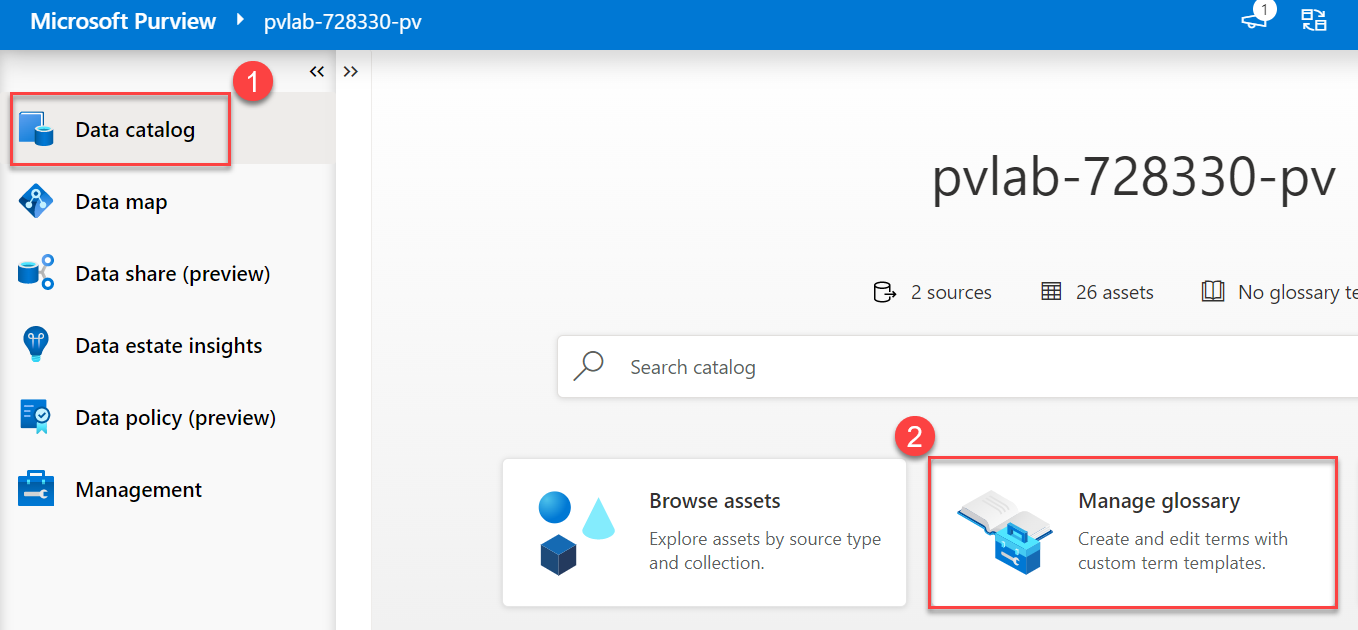 Microsoft Purview
pvlab-728330-pv
1
1
Data catalog
Data map
Data share (preview)
Data estate insights
Data policy (preview)
Management
pvlab-728330-pv
2 sources
26 assets
No glossary te
Search catalog
2
Browse assets
Explore assets by source type
and collection.
Manage glossary
Create and edit terms with
custom term templates.